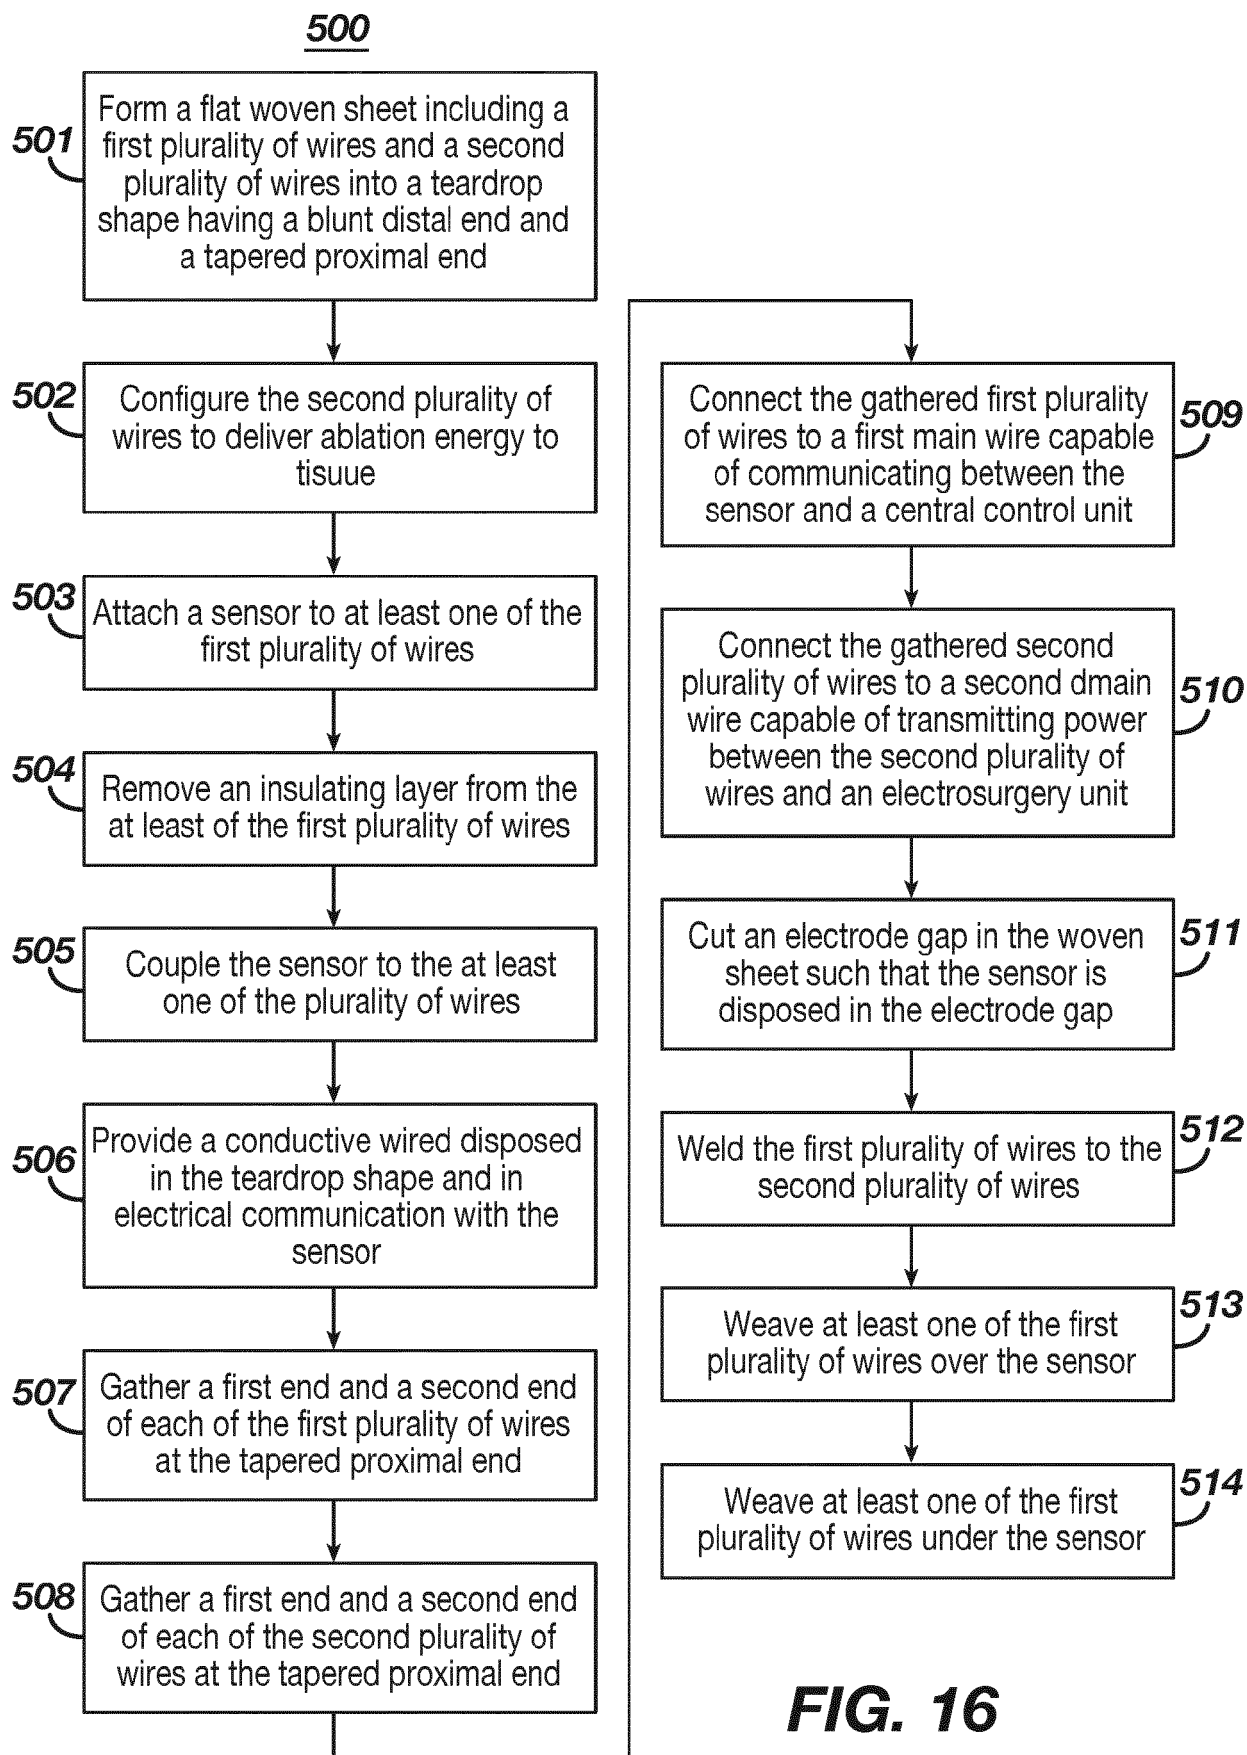 500
501
Form a flat woven sheet including a
first plurality of wires and a second
plurality of wires into a teardrop
shape having a blunt distal end and
a tapered proximal end
502
Configure the second plurality of
wires to deliver ablation energy to
tisuue
503
Attach a sensor to at least one of the
first plurality of wires
504
Remove an insulating layer from the
at least of the first plurality of wires
505
Couple the sensor to the at least
one of the plurality of wires
506
Provide a conductive wired disposed
in the teardrop shape and in
electrical communication with the
sensor
507
Gather a first end and a second end
of each of the first plurality of wires
at the tapered proximal end
508
Gather a first end and a second end
of each of the second plurality of
wires at the tapered proximal end
509
Connect the gathered first plurality
of wires to a first main wire capable
of communicating between the
sensor and a central control unit
510
Connect the gathered second
plurality of wires to a second dmain
wire capable of transmitting power
between the second plurality of
wires and an electrosurgery unit
511
Cut an electrode gap in the woven
sheet such that the sensor is
disposed in the electrode gap
512
Weld the first plurality of wires to the
second plurality of wires
513
Weave at least one of the first
plurality of wires over the sensor
514
Weave at least one of the first
plurality of wires under the sensor
FIG. 16